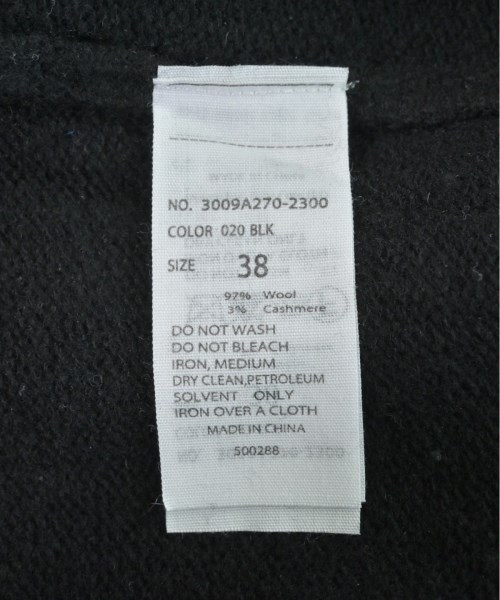 NO. 3009A270-2300
COLOR 020 BLK
SIZE 38
97% Wool
3% Cashmere
DO NOT WASH
DO NOT BLEACH
IRON, MEDIUM
DRY CLEAN,PETROLEUM
SOLVENT ONLY
IRON OVER A CLOTH
MADE IN CHINA
500288